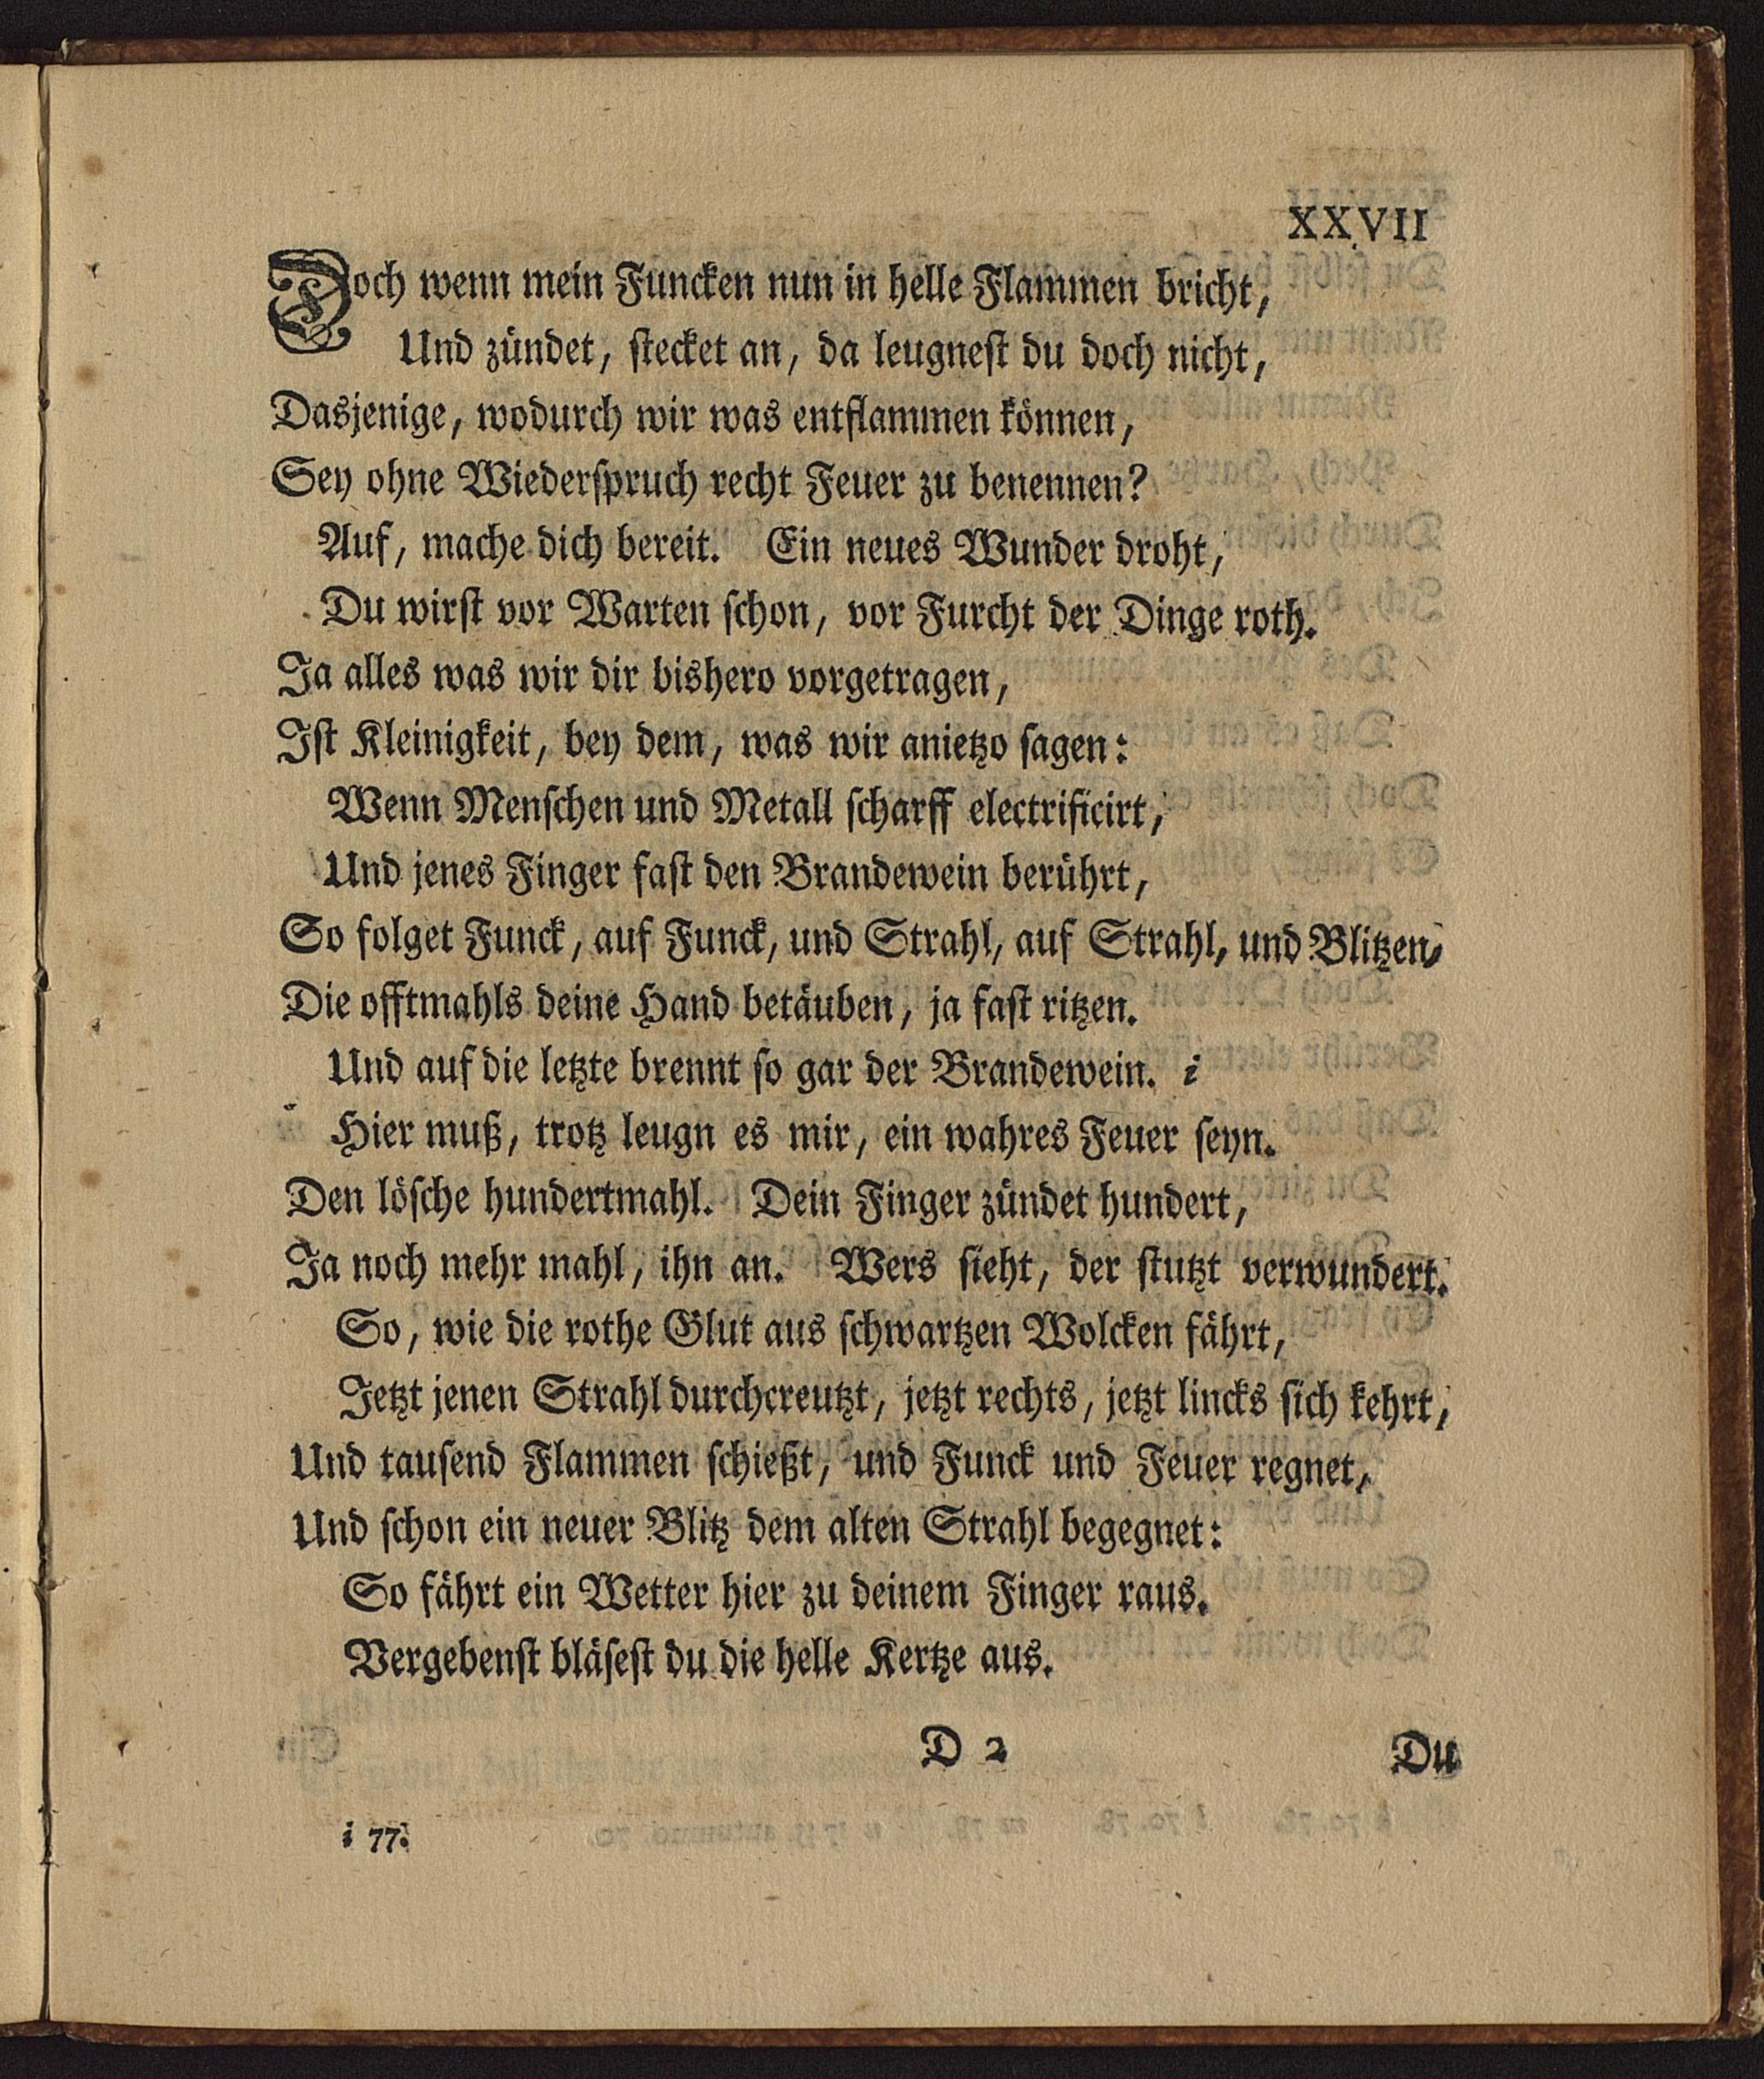 XXVII
Doch wenn mein Funcken nun in helle Flammen bricht,
Und zündet, stecket an, da leugnest du doch nicht,
Dasjenige, wodurch wir was entflammen können,
Sey ohne Wiederspruch recht Feuer zu benennen?
Auf, mache dich bereit. Ein neues Wunder droht,
Du wirst vor Warten schon, vor Furcht der Dinge roth.
Ja alles was wir dir bishero vorgetragen,
Ist Kleinigkeit, bey dem, was wir anietzo sagen:
Wenn Menschen und Metall scharff electrificirt,
Und jenes Finger fast den Brandewein berührt,
So folget Funck, auf Funck, und Strahl, auf Strahl, und Blitzen,
Die offtmahls deine Hand betäuben, ja fast ritzen.
Und auf die letzte brennt so gar der Brandewein. i
Hier muß, trotz leugn es mir, ein wahres Feuer seyn.
Den lösche hundertmahl. Dein Finger zündet hundert,
Ja noch mehr mahl, ihn an. Wers sieht, der stutzt verwundert.
So, wie die rothe Glut aus schwartzen Wolcken fährt,
Jetzt jenen Strahl durchcreutzt, jetzt rechts, jetzt lincks sich kehrt,
Und tausend Flammen schießt, und Funck und Feuer regnet,
Und schon ein neuer Blitz dem alten Strahl begegnet:
So fährt ein Wetter hier zu deinem Finger raus.
Vergebenst bläsest du die helle Kertze aus.
D 2
Du
i 77.